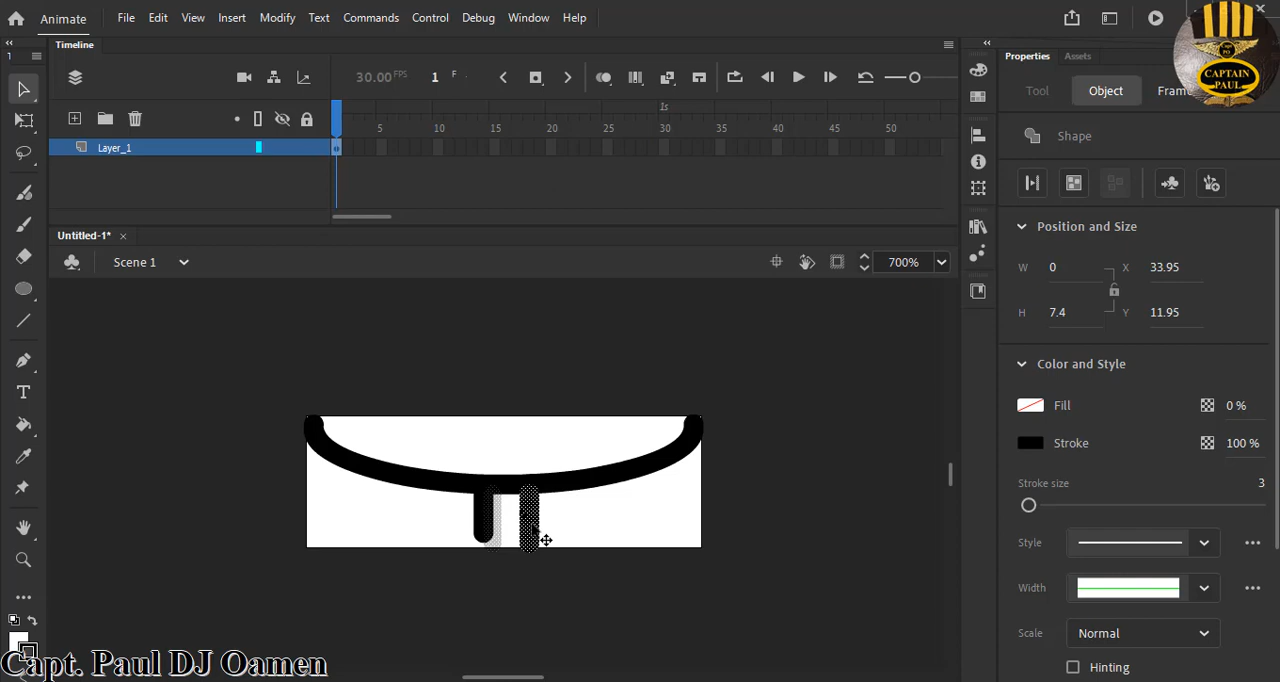 Animate File Edit View Insert Modify Text Commands Control Debug Window Help
CAPTAIN PAUL
Timeline
1
30.00 FPS 1 F
1s
5 10 15 20 25 30 35 40 45 50
Layer_1
Untitled-1* ×
Scene 1
700%
Properties Assets
Tool Object Fram
Shape
Position and Size
W 0 X 33.95
H 7.4 Y 11.95
Color and Style
Fill 0 %
Stroke 100 %
Stroke size 3
Style
Width
Scale Normal
Hinting
Capt. Paul DJ Oamen